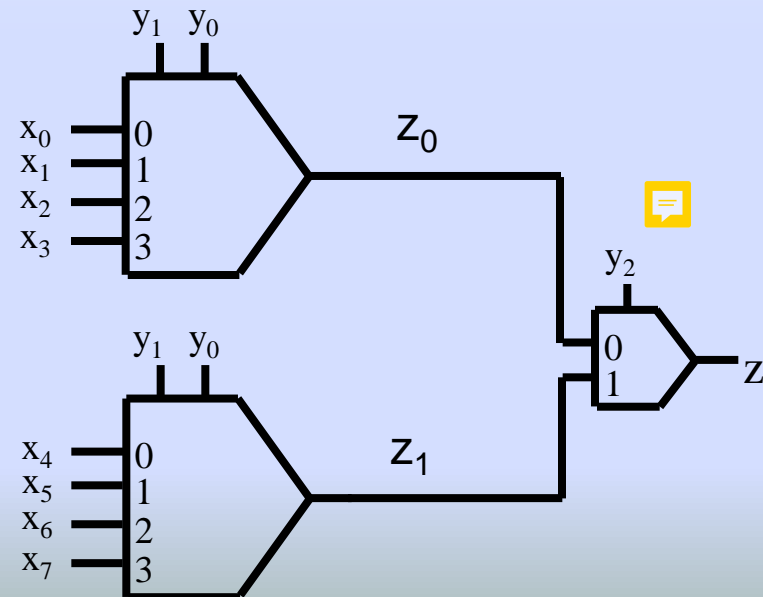 y₁ y₀
x₀ 0
x₁ 1
x₂ 2
x₃ 3
z₀
y₂
0
1
z
y₁ y₀
x₄ 0
x₅ 1
x₆ 2
x₇ 3
z₁